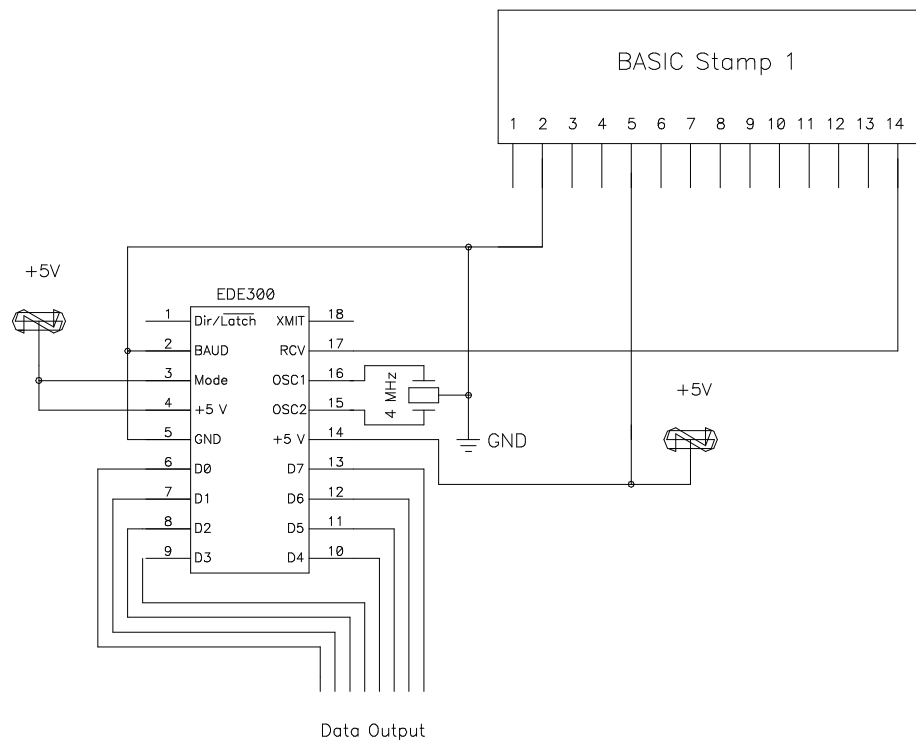 BASIC Stamp 1
1 2 3 4 5 6 7 8 9 10 11 12 13 14
+5V
EDE300
1 Dir/Latch XMIT 18
2 BAUD RCV 17
3 Mode OSC1 16
4 +5 V OSC2 15
5 GND +5 V 14
6 D0 D7 13
7 D1 D6 12
8 D2 D5 11
9 D3 D4 10
4 MHz
GND
+5V
Data Output